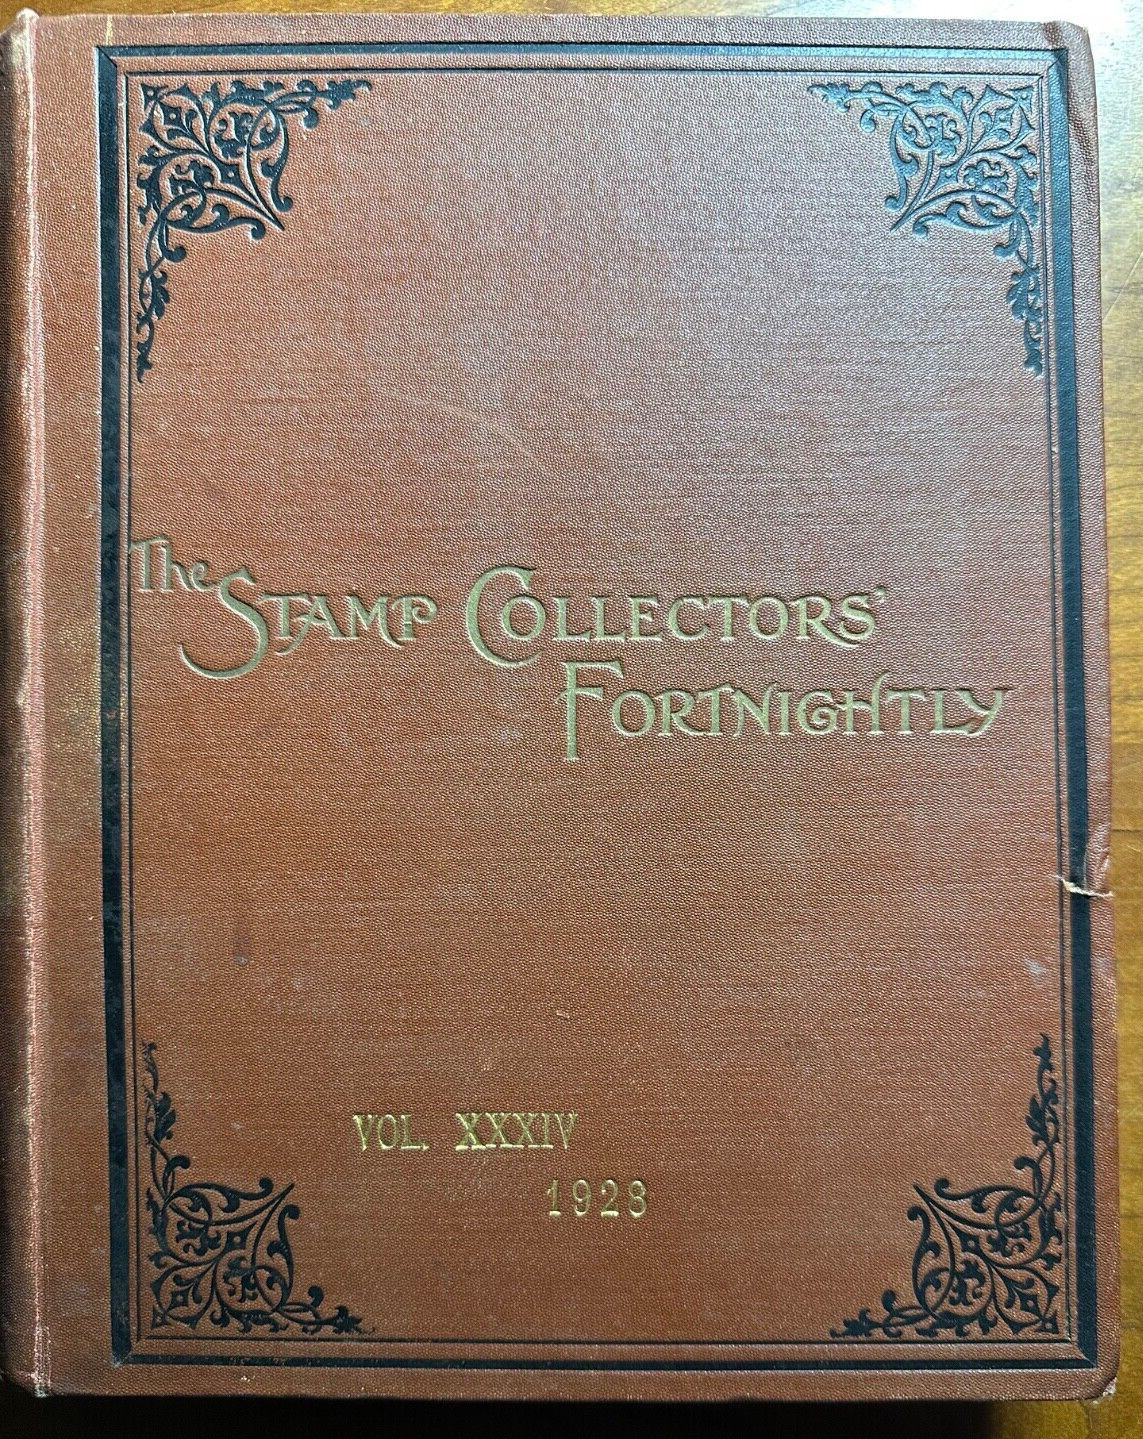 The STAMP COLLECTORS'
FORTNIGHTLY
VOL. XXXIV
1928